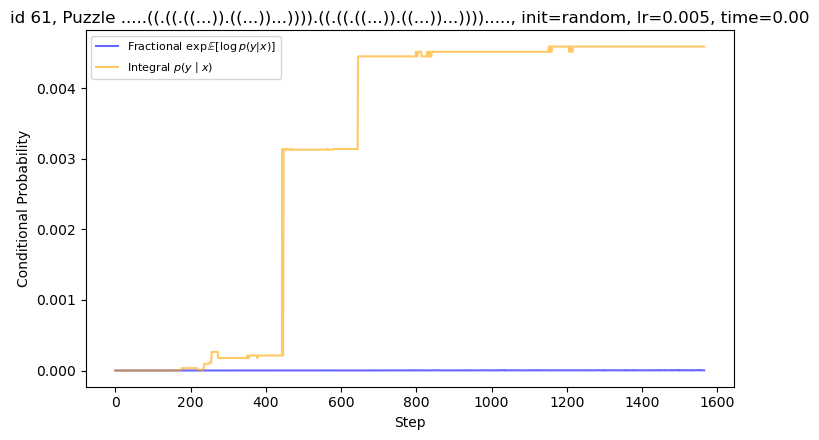 id 61, Puzzle .....((.((.((...)).((...))...)))).((.((.((...)).((...))...))))....., init=random, lr=0.005, time=0.00
Fractional exp𝔼[log p(y|x)]
Integral p(y | x)
Conditional Probability
0.004
0.003
0.002
0.001
0.000
0 200 400 600 800 1000 1200 1400 1600
Step